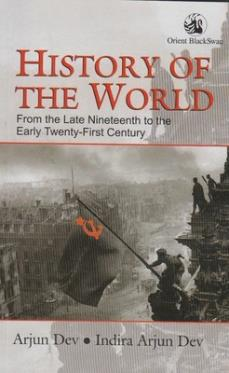 Orient BlackSwan
HISTORY OF
THE WORLD
From the Late Nineteenth to the
Early Twenty-First Century
Arjun Dev • Indira Arjun Dev